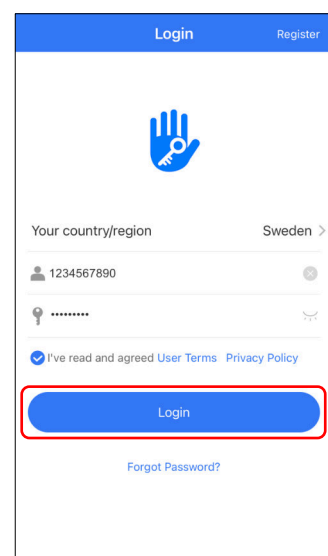 Login
Register
Your country/region
Sweden
1234567890
•••••••••
I've read and agreed User Terms Privacy Policy
Login
Forgot Password?